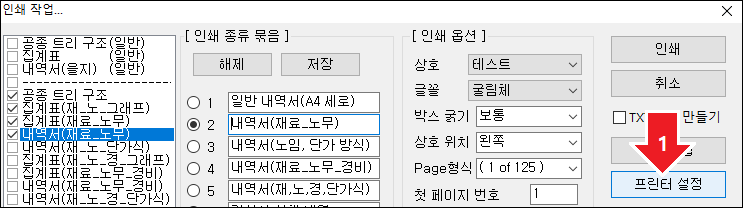 인쇄 작업...
공종 트리 구조(일반)
집계표 (일반)
내역서(을지) (일반)
--------------------
공종 트리 구조
집계표(재_노_그래프)
집계표(재료_노무)
내역서(재료_노무)
내역서(재_노_단가식)
집계표(재_노_경_그래프)
집계표(재료_노무_경비)
내역서(재료_노무_경비)
내역서(재_노_경_단가식)
[ 인쇄 종류 묶음 ]
해제 저장
1 일반 내역서(A4 세로)
2 내역서(재료_노무)
3 내역서(노임, 단가 방식)
4 내역서(재료_노무_경비)
5 내역서(재,노,경,단가식)
[ 인쇄 옵션 ]
상호 테스트
글꼴 굴림체
박스 굵기 보통
상호 위치 왼쪽
Page형식 ( 1 of 125 )
첫 페이지 번호 1
인쇄
취소
TX 만들기
1
프린터 설정